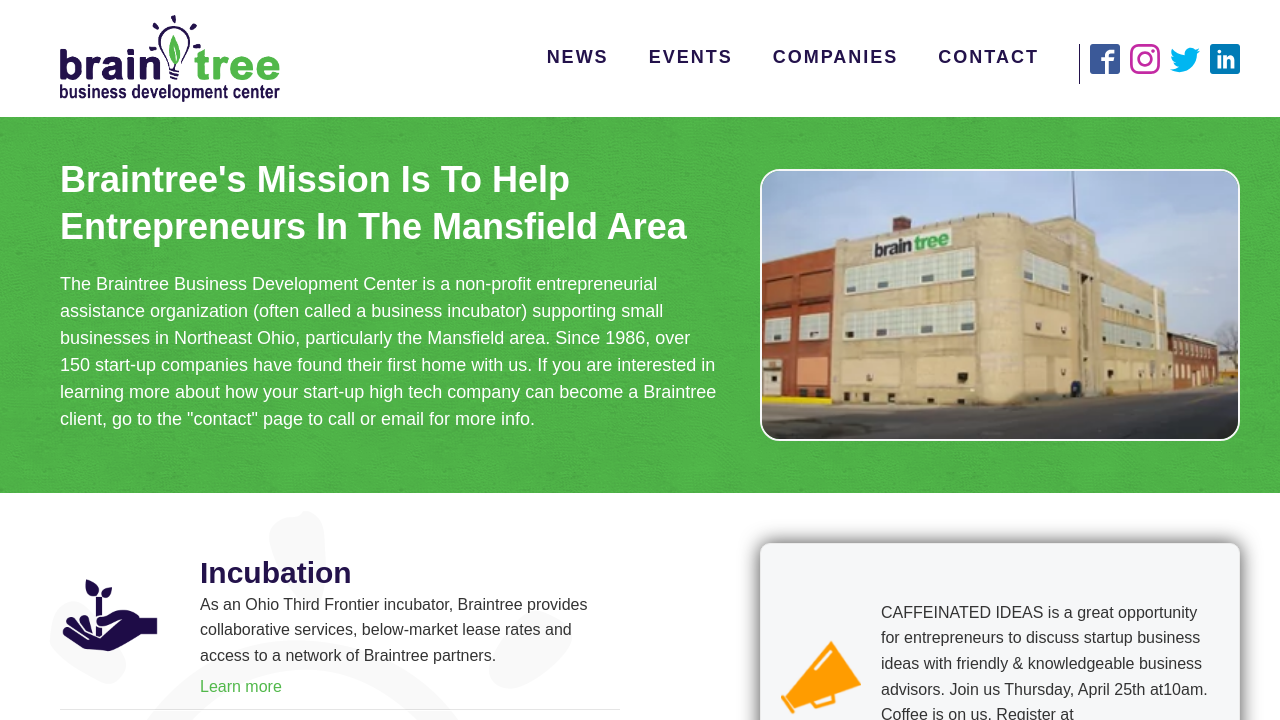 brain tree
business development center
NEWS
EVENTS
COMPANIES
CONTACT
Braintree's Mission Is To Help
Entrepreneurs In The Mansfield Area
The Braintree Business Development Center is a non-profit entrepreneurial
assistance organization (often called a business incubator) supporting small
businesses in Northeast Ohio, particularly the Mansfield area. Since 1986, over
150 start-up companies have found their first home with us. If you are interested in
learning more about how your start-up high tech company can become a Braintree
client, go to the "contact" page to call or email for more info.
brain tree
Incubation
As an Ohio Third Frontier incubator, Braintree provides
collaborative services, below-market lease rates and
access to a network of Braintree partners.
Learn more
CAFFEINATED IDEAS is a great opportunity
for entrepreneurs to discuss startup business
ideas with friendly & knowledgeable business
advisors. Join us Thursday, April 25th at10am.
Coffee is on us. Register at